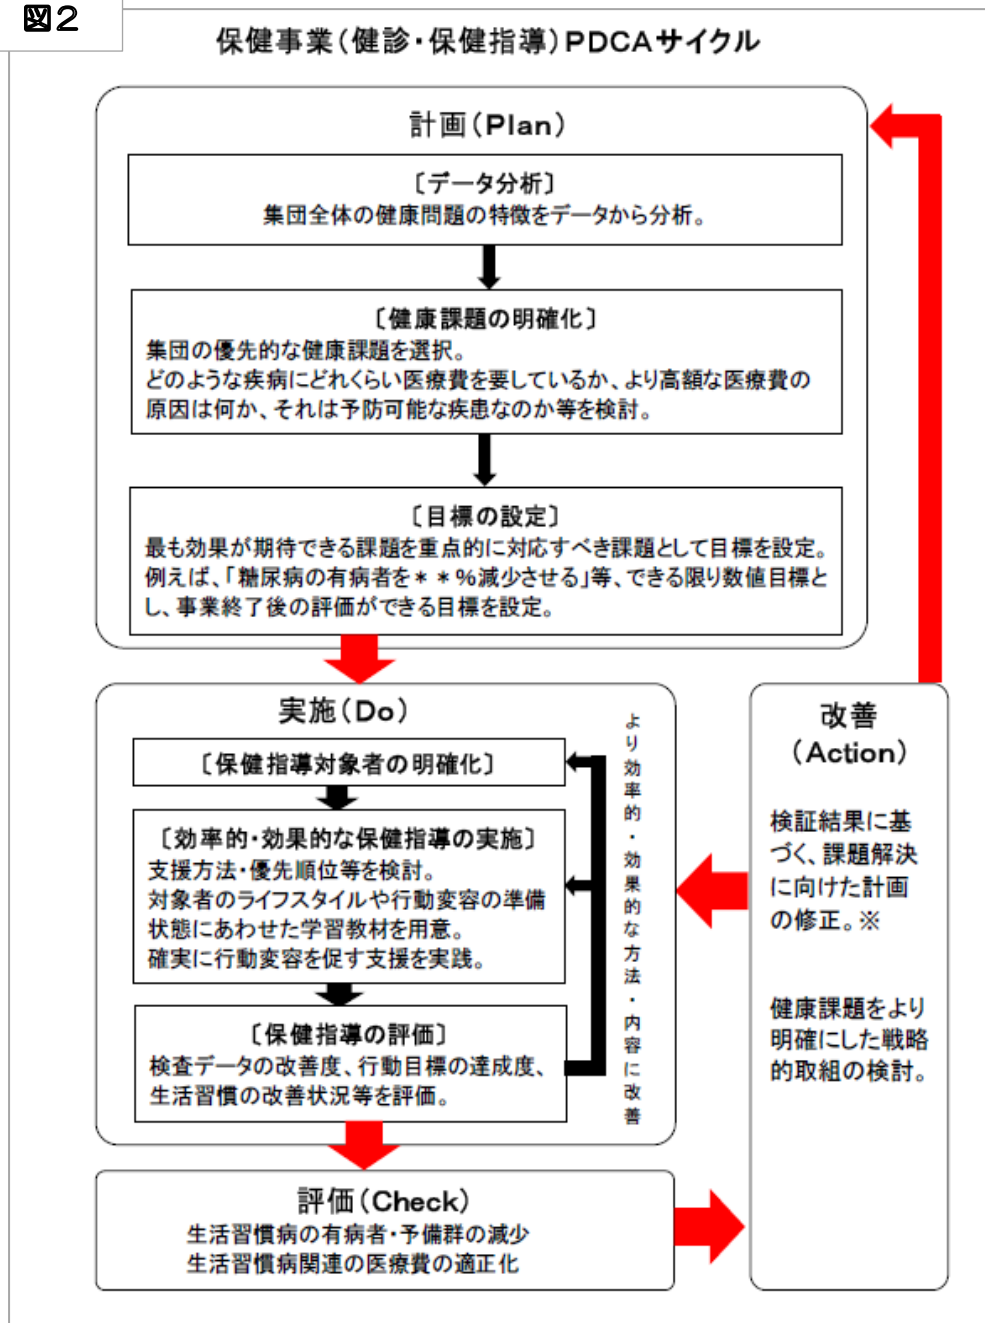 図2
保健事業(健診・保健指導)PDCAサイクル
計画(Plan)
〔データ分析〕
集団全体の健康問題の特徴をデータから分析。
〔健康課題の明確化〕
集団の優先的な健康課題を選択。
どのような疾病にどれくらい医療費を要しているか、より高額な医療費の
原因は何か、それは予防可能な疾患なのか等を検討。
〔目標の設定〕
最も効果が期待できる課題を重点的に対応すべき課題として目標を設定。
例えば、「糖尿病の有病者を**%減少させる」等、できる限り数値目標と
し、事業終了後の評価ができる目標を設定。
実施(Do)
〔保健指導対象者の明確化〕
〔効率的・効果的な保健指導の実施〕
支援方法・優先順位等を検討。
対象者のライフスタイルや行動変容の準備
状態にあわせた学習教材を用意。
確実に行動変容を促す支援を実践。
〔保健指導の評価〕
検査データの改善度、行動目標の達成度、
生活習慣の改善状況等を評価。
より効率的・効果的な方法・内容に改善
評価(Check)
生活習慣病の有病者・予備群の減少
生活習慣病関連の医療費の適正化
改善
(Action)
検証結果に基
づく、課題解決
に向けた計画
の修正。※
健康課題をより
明確にした戦略
的取組の検討。